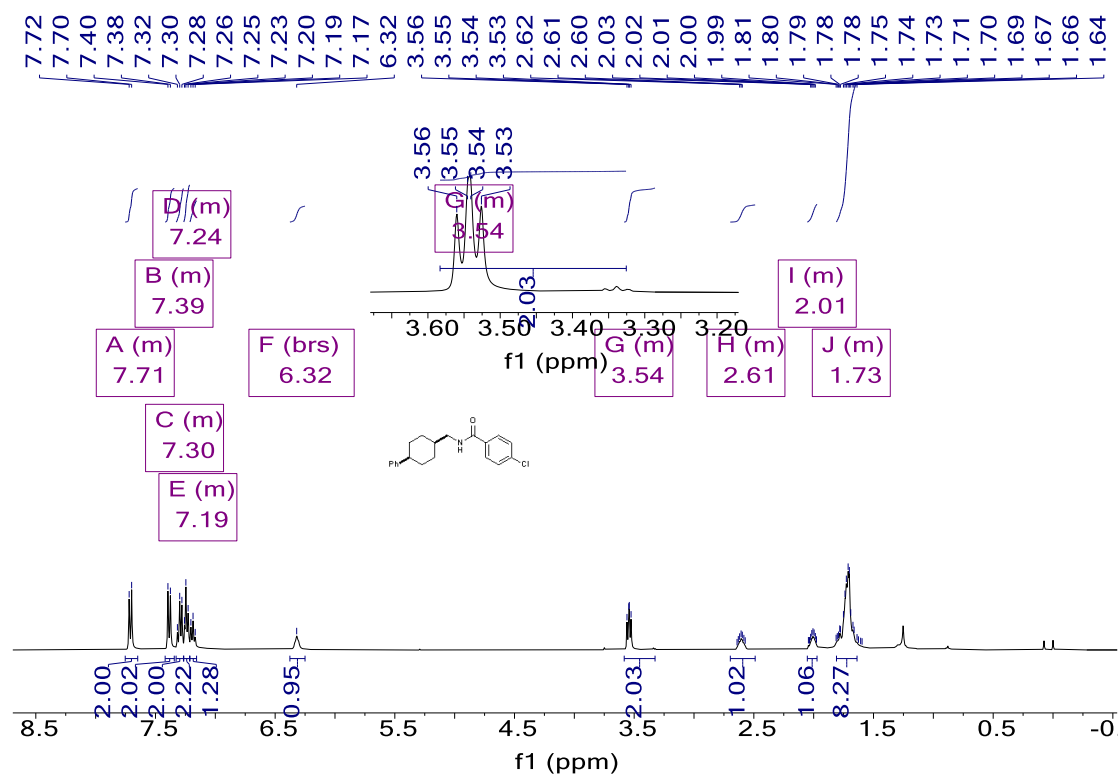 7.72 7.70 7.40 7.38 7.32 7.30 7.28 7.26 7.25 7.23 7.20 7.19 7.17 6.32 3.56 3.55 3.54 3.53 2.62 2.61 2.60 2.03 2.02 2.01 2.00 1.99 1.81 1.80 1.79 1.78 1.78 1.75 1.74 1.73 1.71 1.70 1.69 1.67 1.66 1.64
3.56 3.55 3.54 3.53
G (m)
3.54
2.03
3.60 3.50 3.40 3.30 3.20
f1 (ppm)
D (m)
7.24
B (m)
7.39
I (m)
2.01
A (m)
7.71
F (brs)
6.32
G (m)
3.54
H (m)
2.61
J (m)
1.73
C (m)
7.30
E (m)
7.19
O
N
H
Ph
Cl
2.00 2.02 2.00 2.22 1.28 0.95 2.03 1.02 1.06 8.27
8.5 7.5 6.5 5.5 4.5 3.5 2.5 1.5 0.5 -0
f1 (ppm)